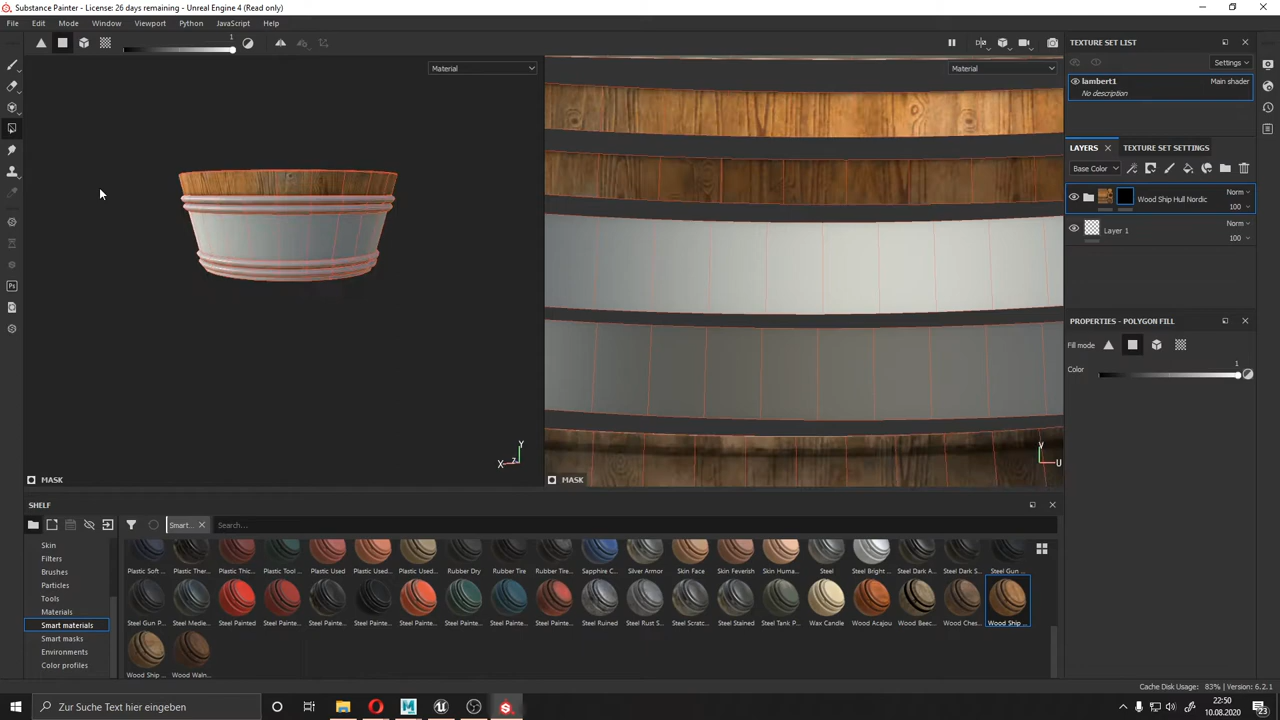 Substance Painter - License: 26 days remaining - Unreal Engine 4 (Read only)
File Edit Mode Window Viewport Python JavaScript Help
1
TEXTURE SET LIST
Material
Material
Settings
lambert1 Main shader
No description
LAYERS TEXTURE SET SETTINGS
Base Color
Wood Ship Hull Nordic Norm
100
Layer 1 Norm
100
PROPERTIES - POLYGON FILL
Fill mode
Color 1
Y
X Z
MASK
V
U
MASK
SHELF
Smart...
Search...
Skin
Filters
Brushes
Particles
Tools
Materials
Smart materials
Smart masks
Environments
Color profiles
Plastic Soft ... Plastic Ther... Plastic Thic... Plastic Tool ... Plastic Used Plastic Used... Plastic Used... Rubber Dry Rubber Tire Rubber Tire... Sapphire C... Silver Armor Skin Face Skin Feverish Skin Huma... Steel Steel Bright ... Steel Dark A... Steel Dark S... Steel Gun ...
Steel Gun P... Steel Medie... Steel Painted Steel Painte... Steel Painte... Steel Painte... Steel Painte... Steel Painte... Steel Painte... Steel Painte... Steel Ruined Steel Rust S... Steel Scratc... Steel Stained Steel Tank P... Wax Candle Wood Acajou Wood Beec... Wood Ches... Wood Ship ...
Wood Ship ... Wood Waln...
Cache Disk Usage: 83% | Version: 6.2.1
Zur Suche Text hier eingeben
22:50
10.08.2020
23